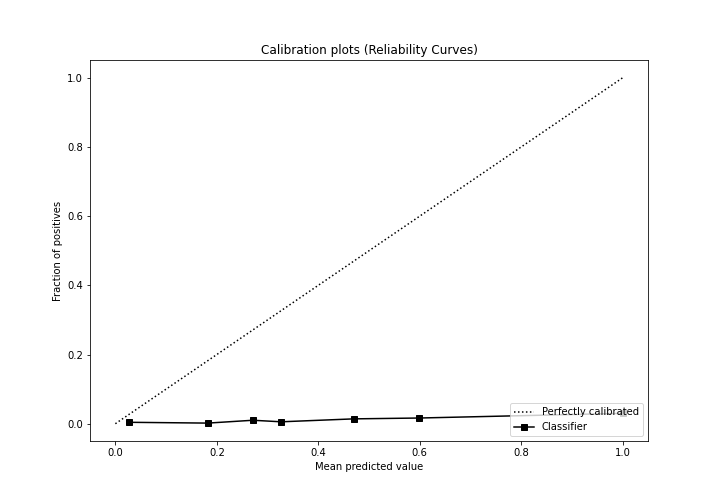 Calibration plots (Reliability Curves)
Fraction of positives
1.0
0.8
0.6
0.4
0.2
0.0
Perfectly calibrated
Classifier
0.0 0.2 0.4 0.6 0.8 1.0
Mean predicted value